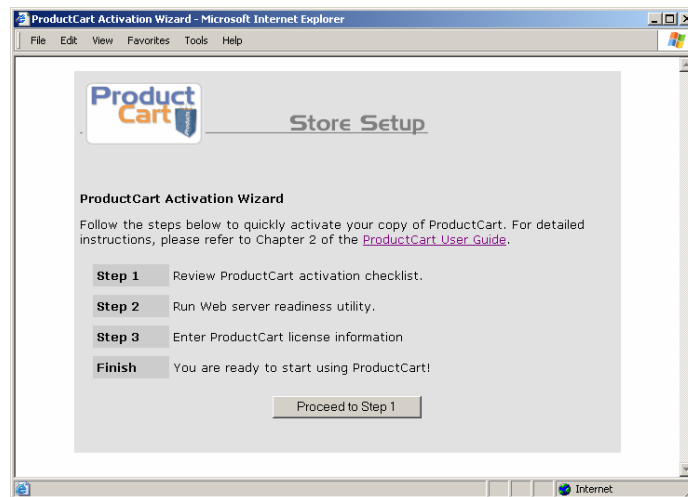 ProductCart Activation Wizard - Microsoft Internet Explorer
File Edit View Favorites Tools Help
Product
Cart
Products
Store Setup
ProductCart Activation Wizard
Follow the steps below to quickly activate your copy of ProductCart. For detailed
instructions, please refer to Chapter 2 of the ProductCart User Guide.
Step 1 Review ProductCart activation checklist.
Step 2 Run Web server readiness utility.
Step 3 Enter ProductCart license information
Finish You are ready to start using ProductCart!
Proceed to Step 1
Internet